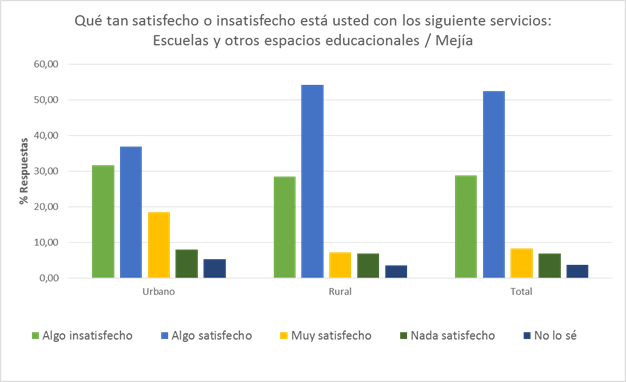 Qué tan satisfecho o insatisfecho está usted con los siguiente servicios:
Escuelas y otros espacios educacionales / Mejía
% Respuestas
60,00
50,00
40,00
30,00
20,00
10,00
0,00
Urbano Rural Total
Algo insatisfecho Algo satisfecho Muy satisfecho Nada satisfecho No lo sé